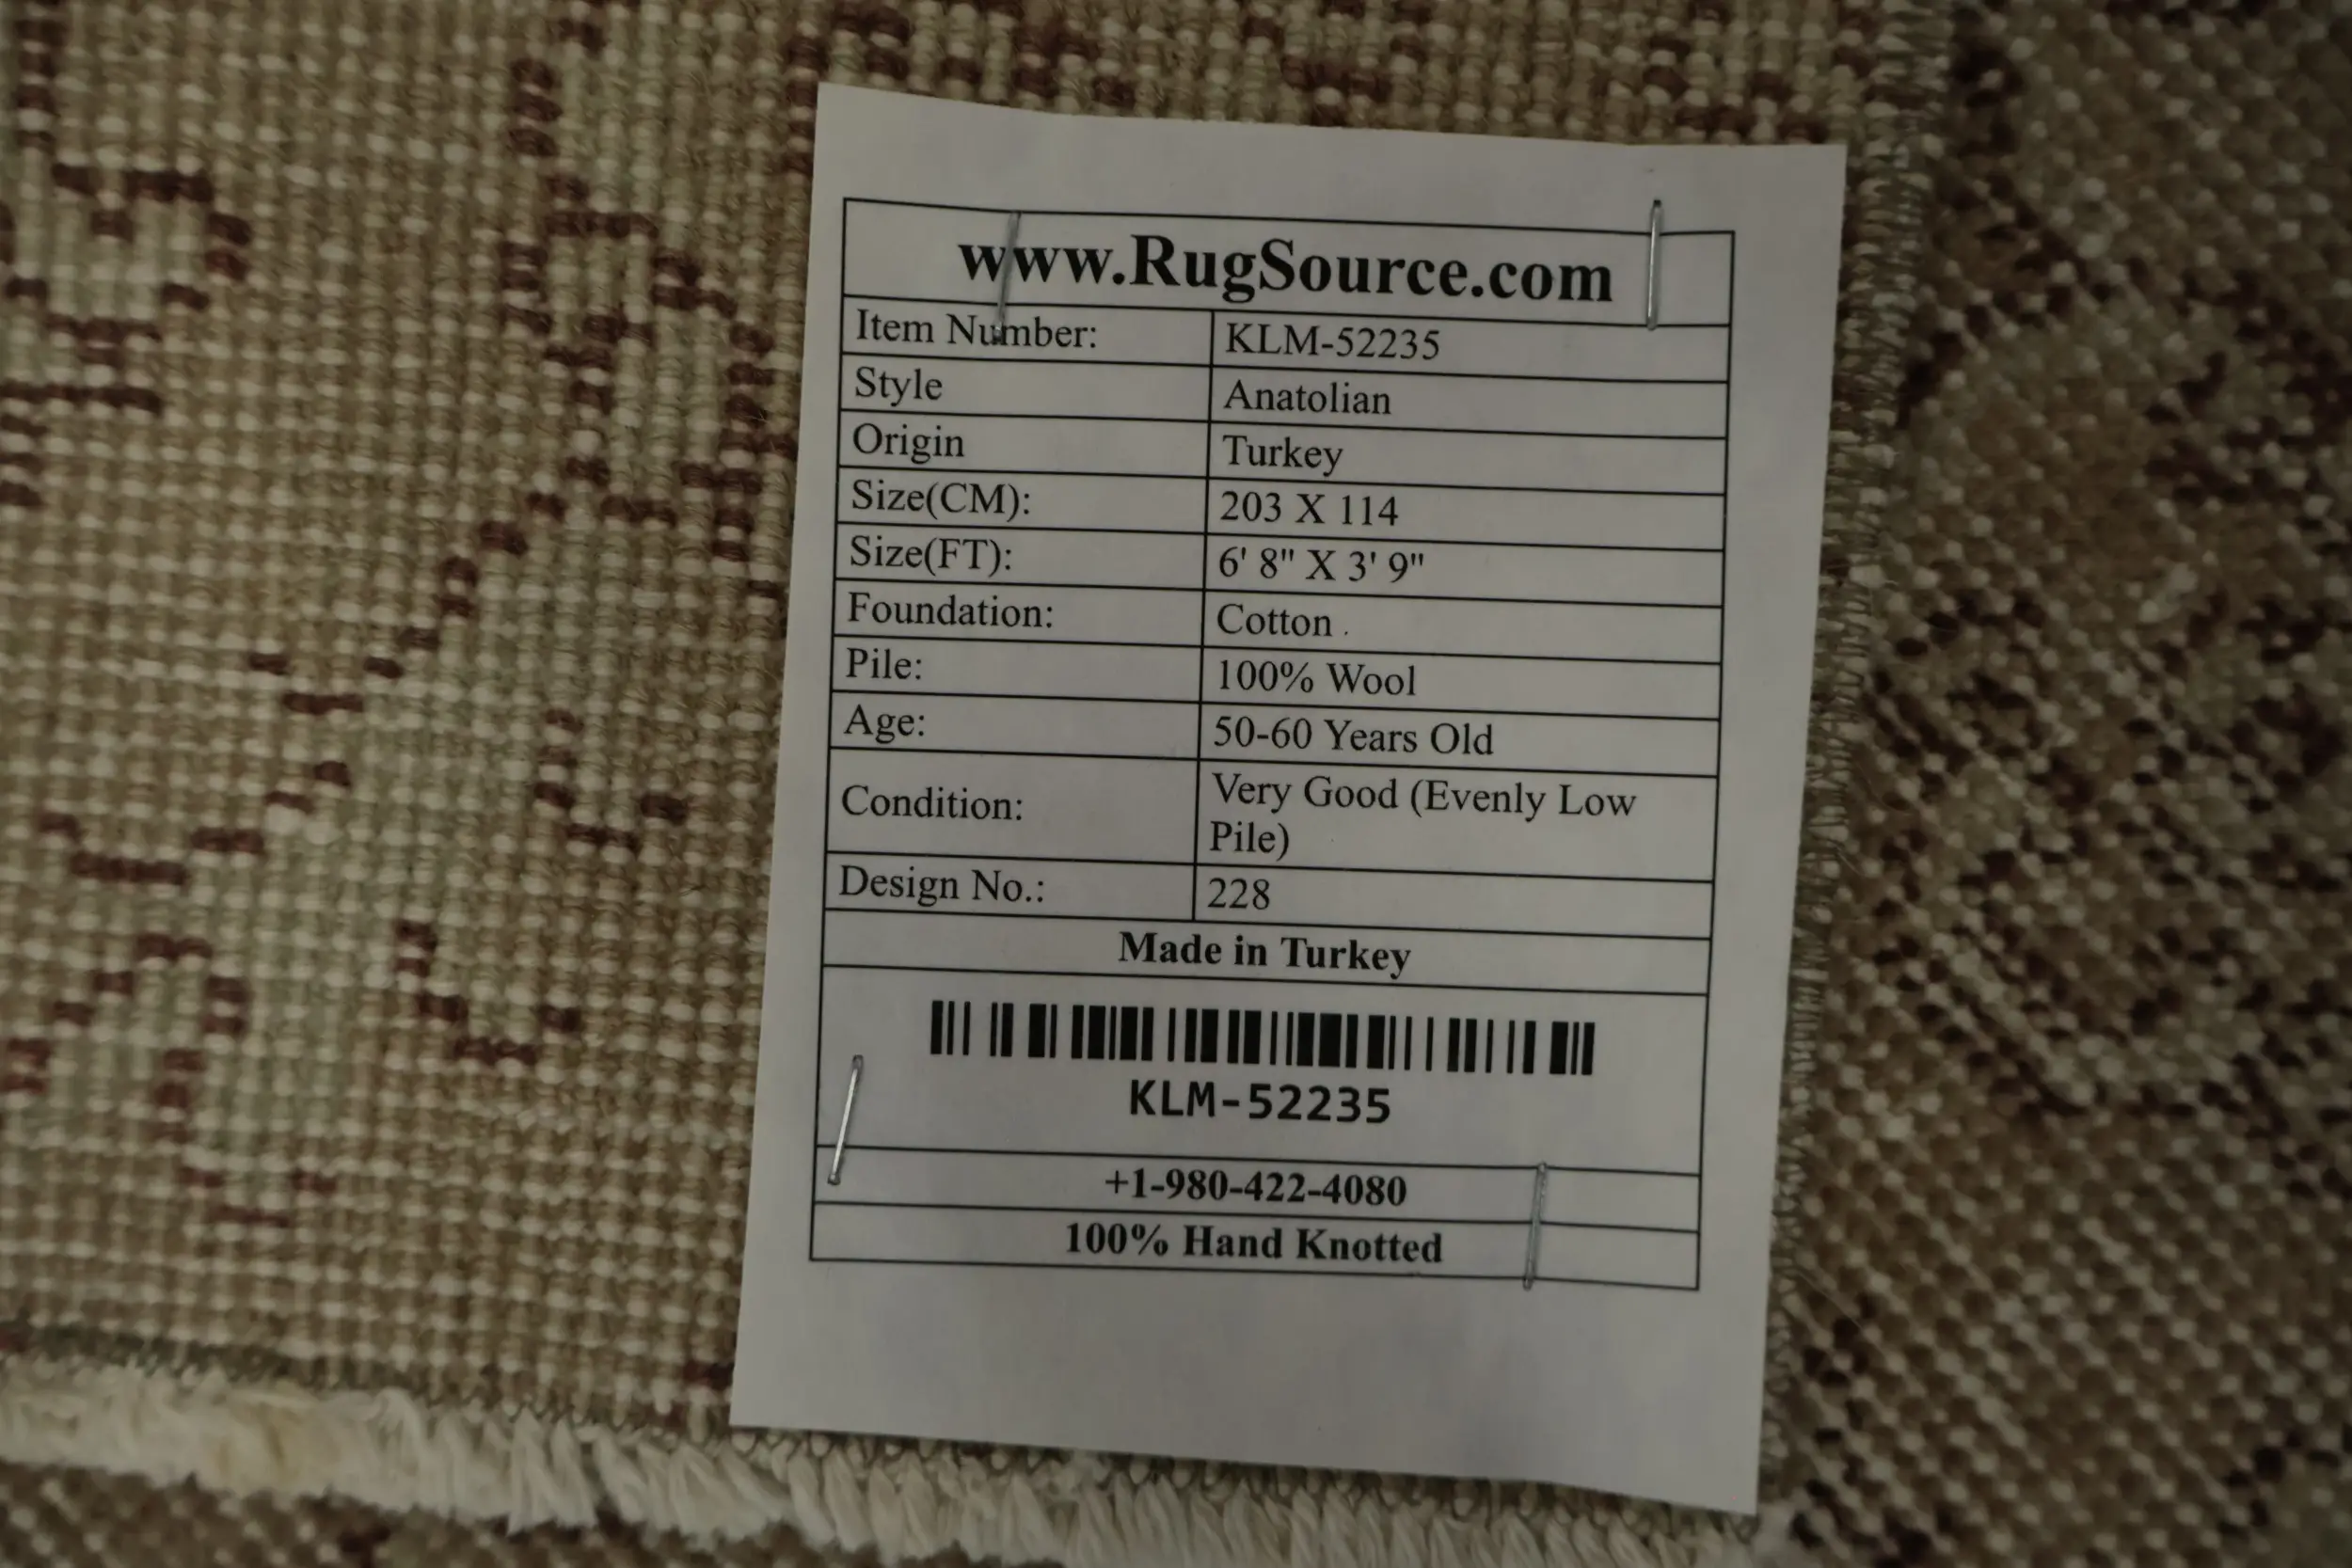 www.RugSource.com
Item Number: KLM-52235
Style Anatolian
Origin Turkey
Size(CM): 203 X 114
Size(FT): 6' 8" X 3' 9"
Foundation: Cotton
Pile: 100% Wool
Age: 50-60 Years Old
Condition: Very Good (Evenly Low
Pile)
Design No.: 228
Made in Turkey
KLM-52235
+1-980-422-4080
100% Hand Knotted